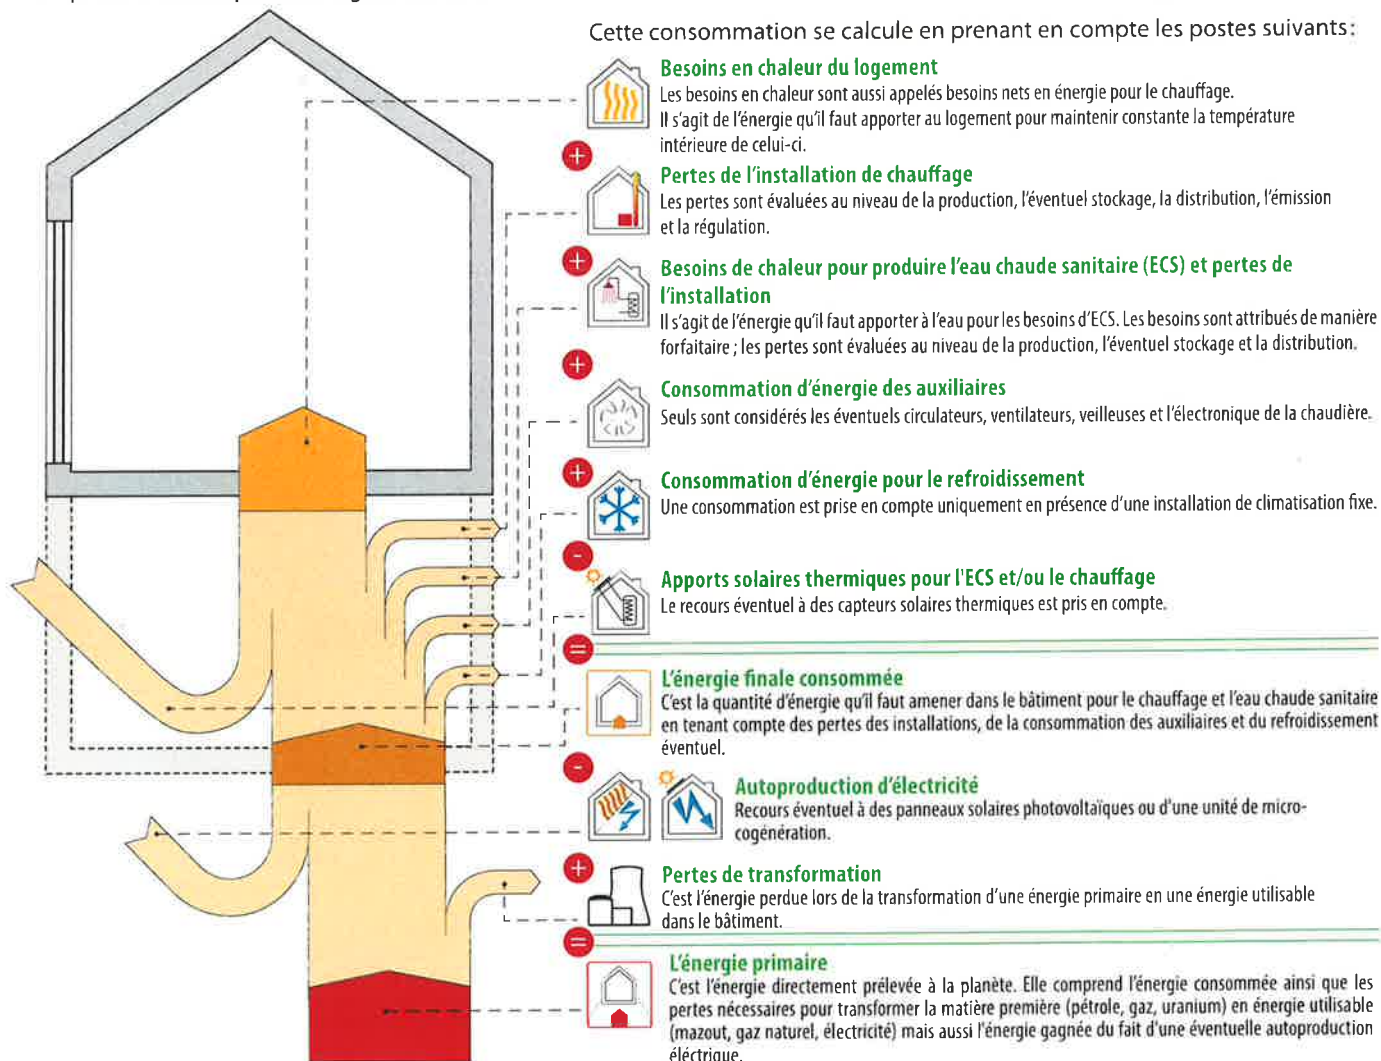 Cette consommation se calcule en prenant en compte les postes suivants :
Besoins en chaleur du logement
Les besoins en chaleur sont aussi appelés besoins nets en énergie pour le chauffage.
Il s'agit de l'énergie qu'il faut apporter au logement pour maintenir constante la température
intérieure de celui-ci.
+
Pertes de l'installation de chauffage
Les pertes sont évaluées au niveau de la production, l'éventuel stockage, la distribution, l'émission
et la régulation.
+
Besoins de chaleur pour produire l'eau chaude sanitaire (ECS) et pertes de
l'installation
Il s'agit de l'énergie qu'il faut apporter à l'eau pour les besoins d'ECS. Les besoins sont attribués de manière
forfaitaire ; les pertes sont évaluées au niveau de la production, l'éventuel stockage et la distribution.
+
Consommation d'énergie des auxiliaires
Seuls sont considérés les éventuels circulateurs, ventilateurs, veilleuses et l'électronique de la chaudière.
+
Consommation d'énergie pour le refroidissement
Une consommation est prise en compte uniquement en présence d'une installation de climatisation fixe.
-
Apports solaires thermiques pour l'ECS et/ou le chauffage
Le recours éventuel à des capteurs solaires thermiques est pris en compte.
=
L'énergie finale consommée
C'est la quantité d'énergie qu'il faut amener dans le bâtiment pour le chauffage et l'eau chaude sanitaire
en tenant compte des pertes des installations, de la consommation des auxiliaires et du refroidissement
éventuel.
-
Autoproduction d'électricité
Recours éventuel à des panneaux solaires photovoltaïques ou d'une unité de micro-
cogénération.
+
Pertes de transformation
C'est l'énergie perdue lors de la transformation d'une énergie primaire en une énergie utilisable
dans le bâtiment.
=
L'énergie primaire
C'est l'énergie directement prélevée à la planète. Elle comprend l'énergie consommée ainsi que les
pertes nécessaires pour transformer la matière première (pétrole, gaz, uranium) en énergie utilisable
(mazout, gaz naturel, électricité) mais aussi l'énergie gagnée du fait d'une éventuelle autoproduction
éléctrique.